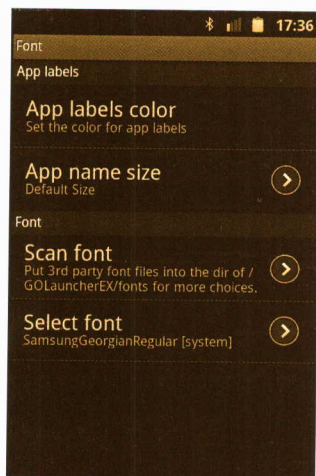 17:36
Font
App labels
App labels color
Set the color for app labels
App name size
Default Size
Font
Scan font
Put 3rd party font files into the dir of /
GOLauncherEX/fonts for more choices.
Select font
SamsungGeorgianRegular [system]